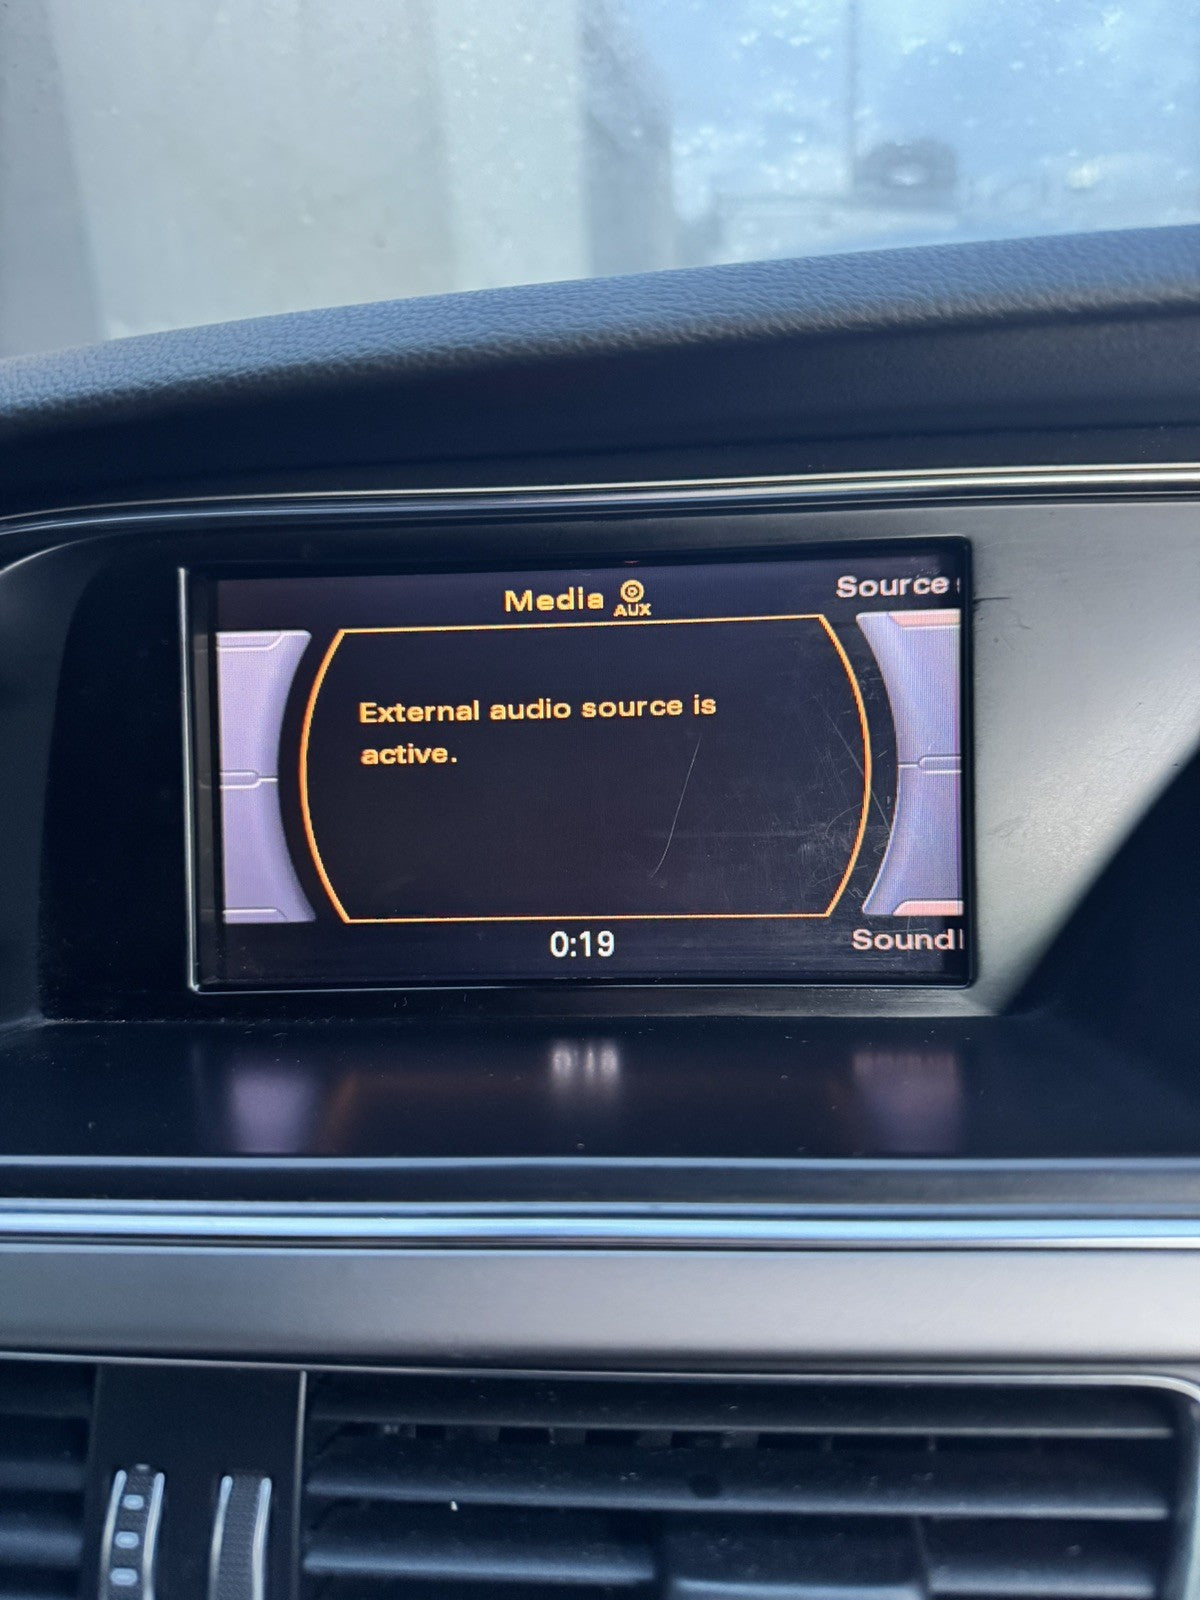 Media AUX
Source
External audio source is
active.
0:19
Sound